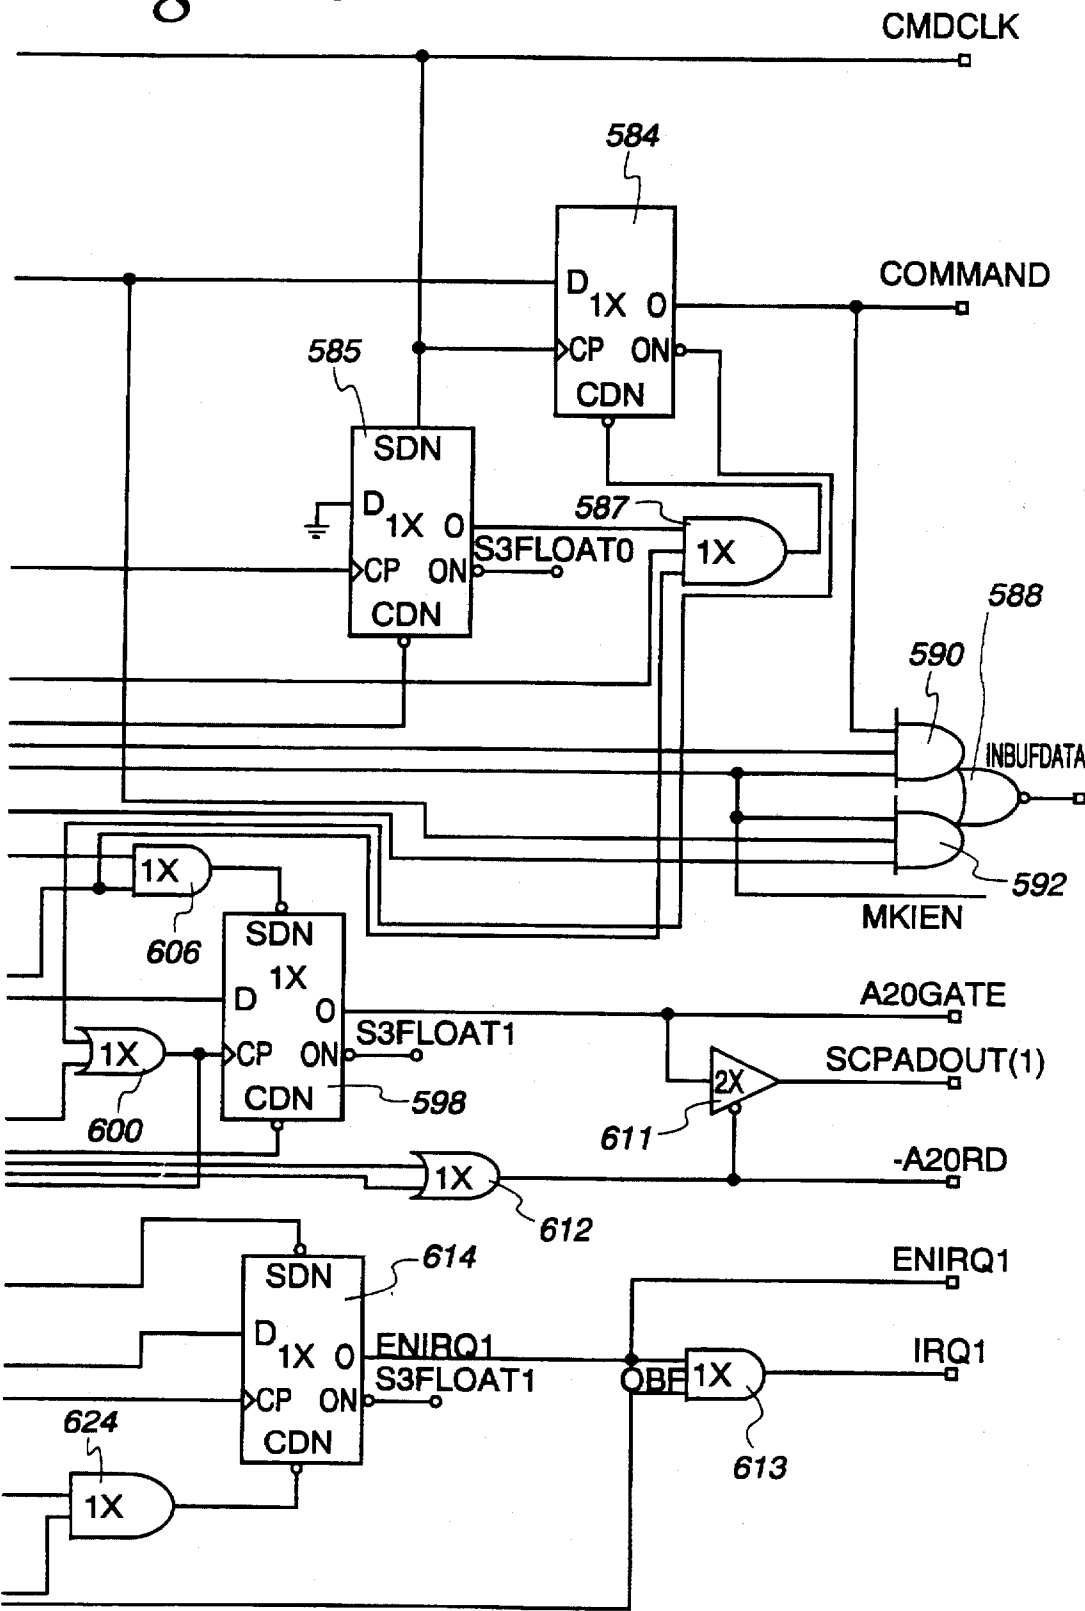 g
CMDCLK
584
D
1X O
CP ON
CDN
COMMAND
585
SDN
D
1X O
CP ON
CDN
S3FLOAT0
587
1X
588
590
INBUFDATA
592
MKIEN
1X
606
SDN
1X
D
O
CP ON
CDN
598
S3FLOAT1
A20GATE
1X
600
2X
SCPADOUT(1)
611
-A20RD
1X
612
614
SDN
D
1X O
CP ON
CDN
ENIRQ1
S3FLOAT1
ENIRQ1
OBF
1X
IRQ1
613
624
1X